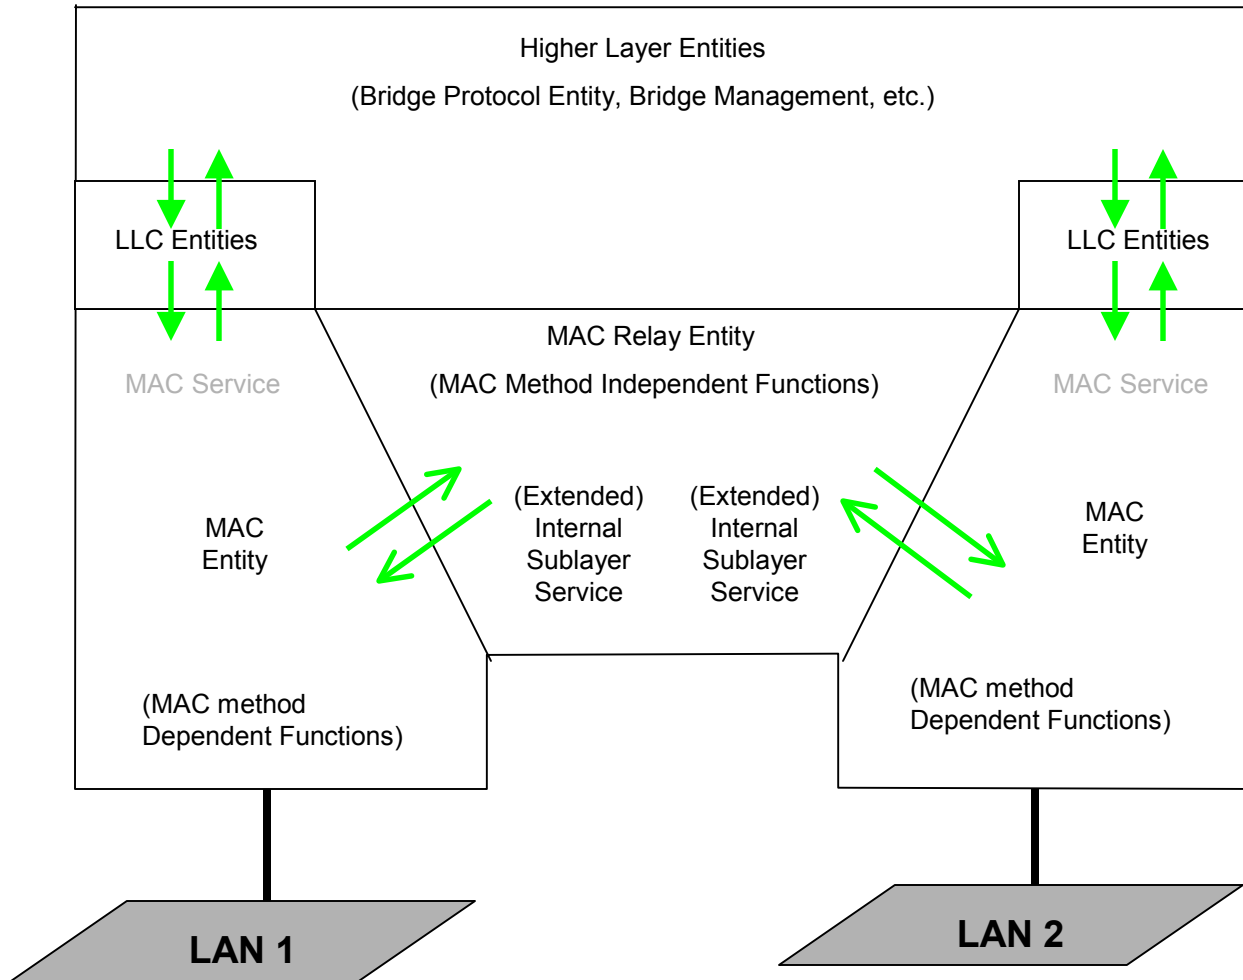 Higher Layer Entities
(Bridge Protocol Entity, Bridge Management, etc.)
LLC Entities
LLC Entities
MAC Relay Entity
(MAC Method Independent Functions)
MAC Service
MAC Service
(Extended)
Internal
Sublayer
Service
(Extended)
Internal
Sublayer
Service
MAC
Entity
MAC
Entity
(MAC method
Dependent Functions)
(MAC method
Dependent Functions)
LAN 1
LAN 2